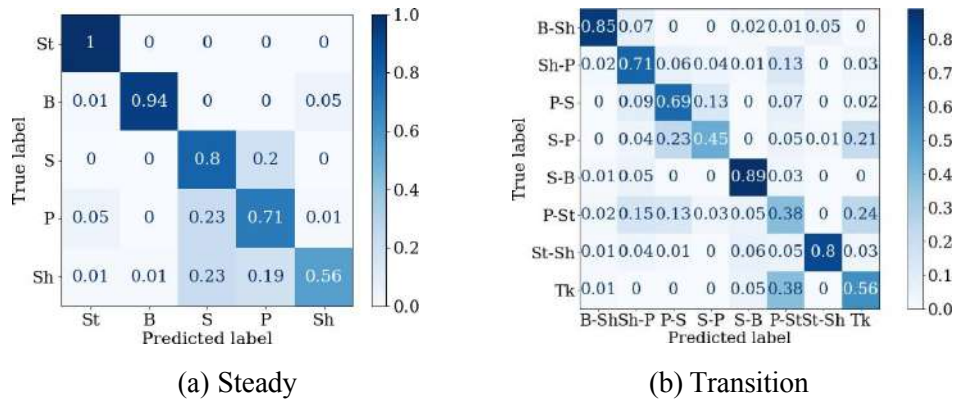 St 1 0 0 0 0
B 0.01 0.94 0 0 0.05
S 0 0 0.8 0.2 0
P 0.05 0 0.23 0.71 0.01
Sh 0.01 0.01 0.23 0.19 0.56
St B S P Sh
True label
Predicted label
1.0
0.8
0.6
0.4
0.2
0.0
(a) Steady
B-Sh 0.85 0.07 0 0 0.02 0.01 0.05 0
Sh-P 0.02 0.71 0.06 0.04 0.01 0.13 0 0.03
P-S 0 0.09 0.69 0.13 0 0.07 0 0.02
S-P 0 0.04 0.23 0.45 0 0.05 0.01 0.21
S-B 0.01 0.05 0 0 0.89 0.03 0 0
P-St 0.02 0.15 0.13 0.03 0.05 0.38 0 0.24
St-Sh 0.01 0.04 0.01 0 0.06 0.05 0.8 0.03
Tk 0.01 0 0 0 0.05 0.38 0 0.56
B-Sh Sh-P P-S S-P S-B P-St St-Sh Tk
True label
Predicted label
0.8
0.7
0.6
0.5
0.4
0.3
0.2
0.1
0.0
(b) Transition